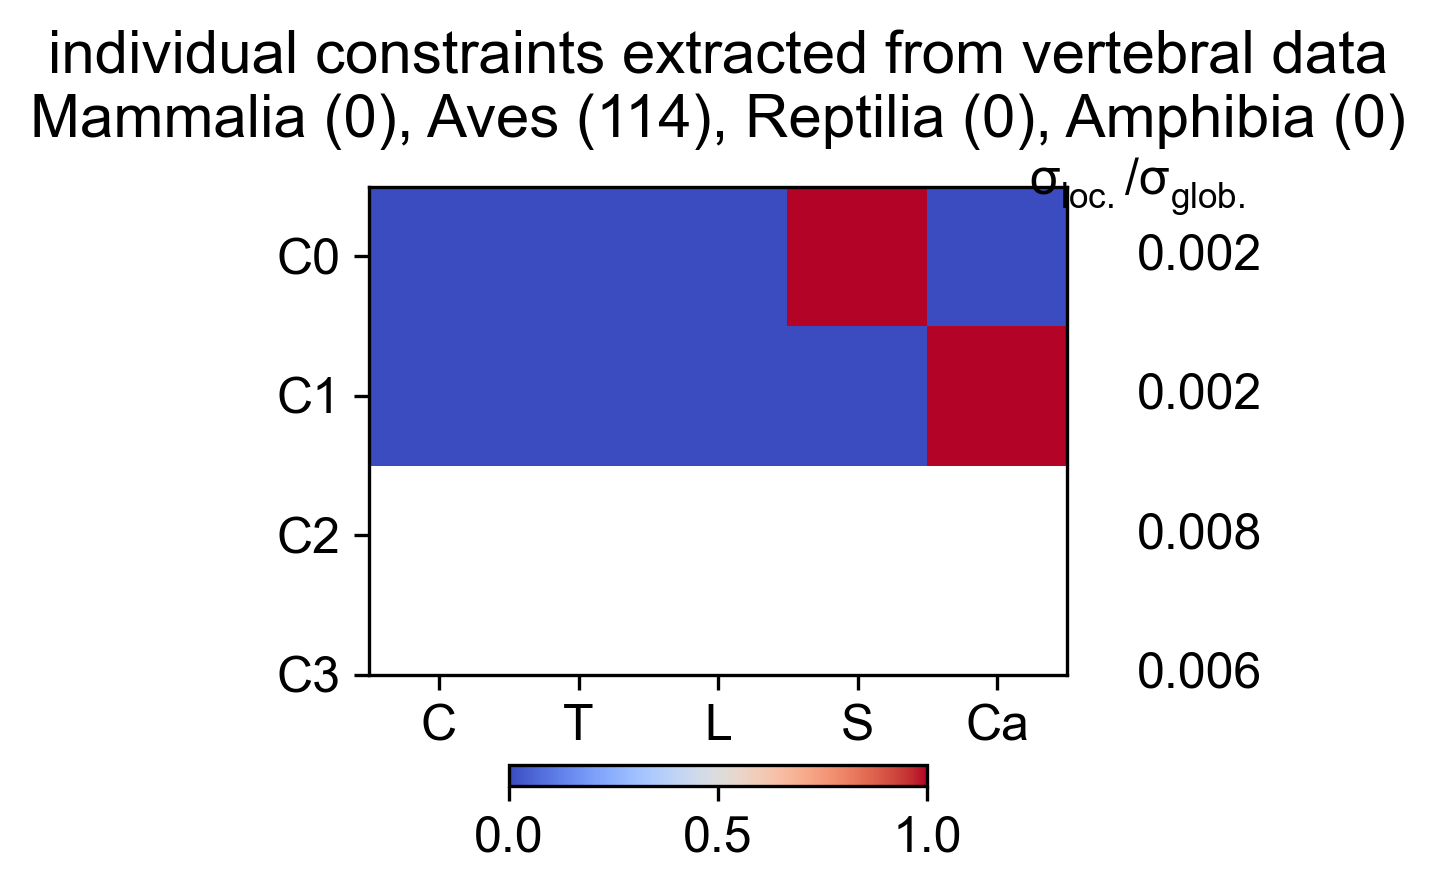 individual constraints extracted from vertebral data
Mammalia (0), Aves (114), Reptilia (0), Amphibia (0)
σloc. /σglob.
C0 0.002
C1 0.002
C2 0.008
C3 0.006
C T L S Ca
0.0 0.5 1.0